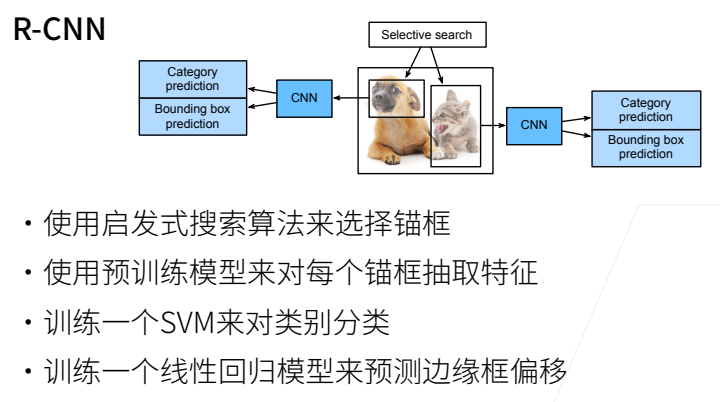 R-CNN
Selective search
Category
prediction
Bounding box
prediction
CNN
CNN
Category
prediction
Bounding box
prediction
・使用启发式搜索算法来选择锚框
・使用预训练模型来对每个锚框抽取特征
・训练一个SVM来对类别分类
・训练一个线性回归模型来预测边缘框偏移